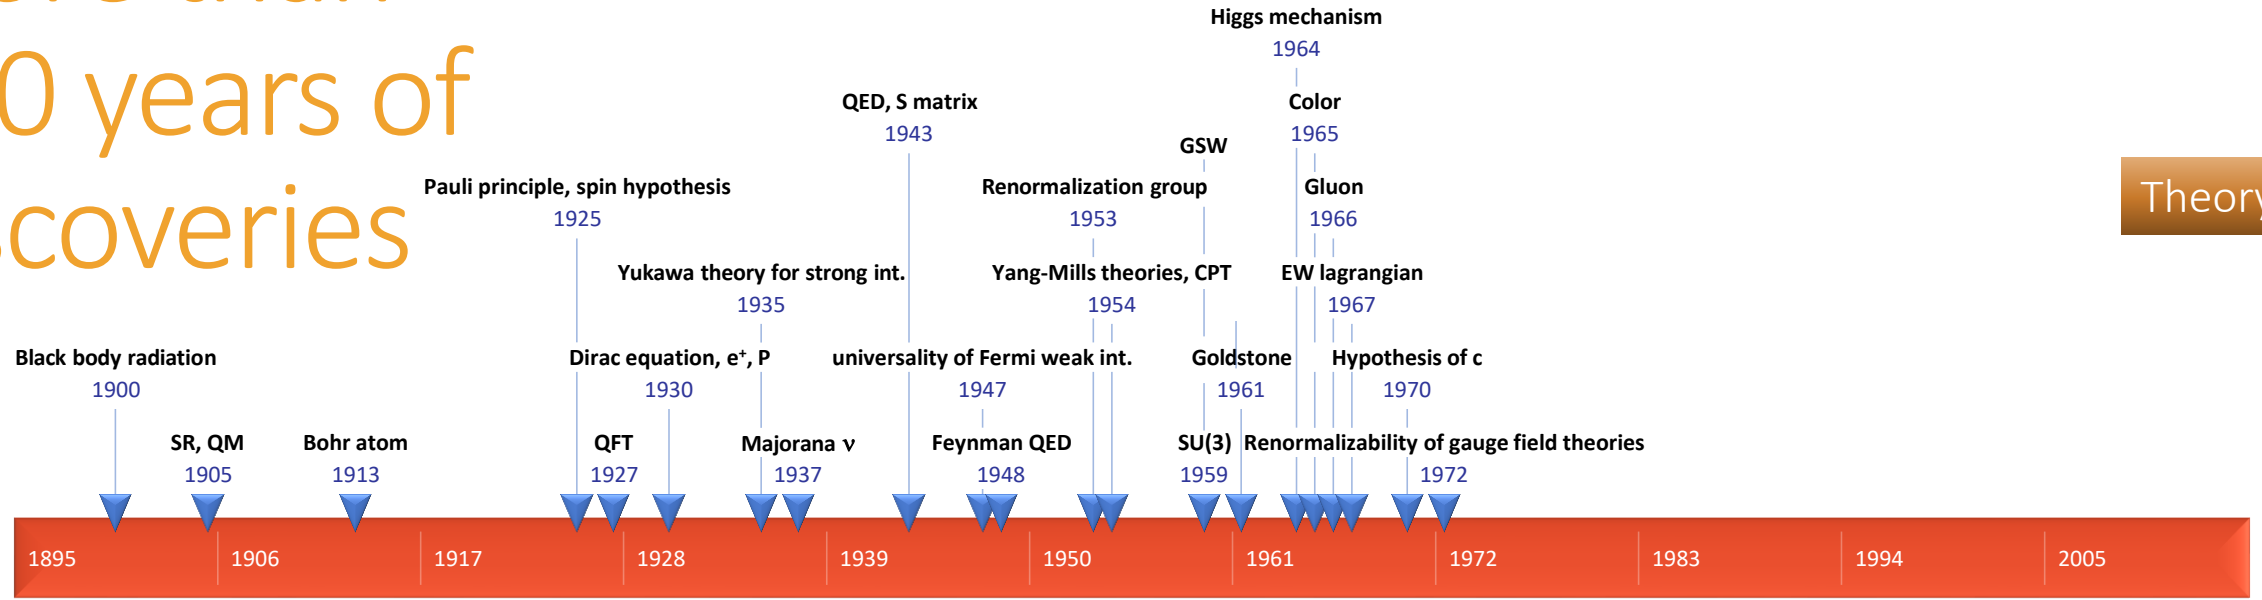 0 years of
coveries
Theory
Higgs mechanism
1964
QED, S matrix
1943
Color
1965
GSW
Pauli principle, spin hypothesis
1925
Renormalization group
1953
Gluon
1966
Yukawa theory for strong int.
1935
Yang-Mills theories, CPT
1954
EW lagrangian
1967
Black body radiation
1900
Dirac equation, e⁺, P
1930
universality of Fermi weak int.
1947
Goldstone
1961
Hypothesis of c
1970
SR, QM
1905
Bohr atom
1913
QFT
1927
Majorana ν
1937
Feynman QED
1948
SU(3)
1959
Renormalizability of gauge field theories
1972
1895 1906 1917 1928 1939 1950 1961 1972 1983 1994 2005